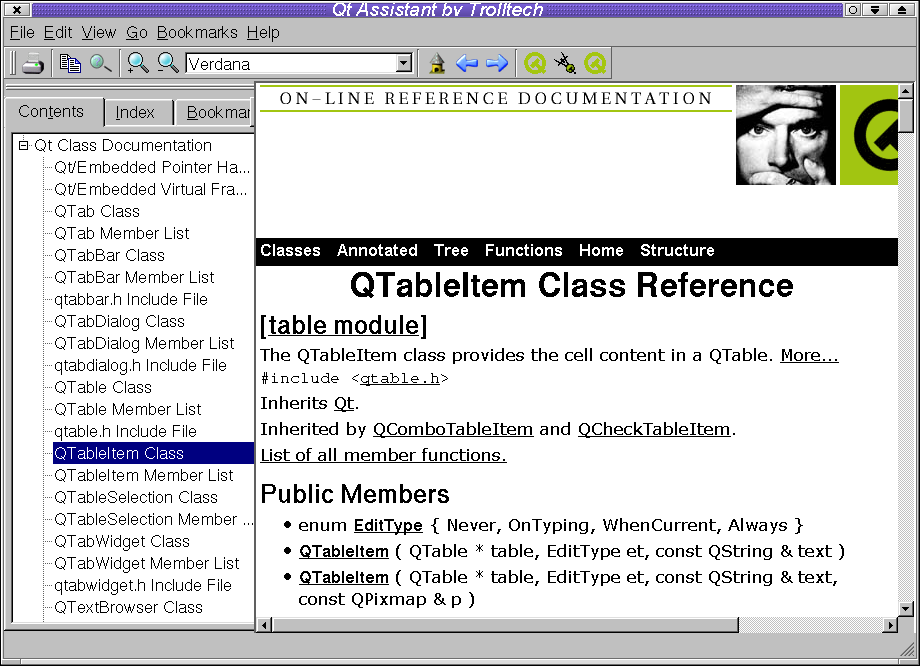 Qt Assistant by Trolltech
File Edit View Go Bookmarks Help
Verdana
Contents Index Bookmar
Qt Class Documentation
Qt/Embedded Pointer Ha...
Qt/Embedded Virtual Fra...
QTab Class
QTab Member List
QTabBar Class
QTabBar Member List
qtabbar.h Include File
QTabDialog Class
QTabDialog Member List
qtabdialog.h Include File
QTable Class
QTable Member List
qtable.h Include File
QTableItem Class
QTableItem Member List
QTableSelection Class
QTableSelection Member ...
QTabWidget Class
QTabWidget Member List
qtabwidget.h Include File
QTextBrowser Class
ON–LINE REFERENCE DOCUMENTATION
Classes Annotated Tree Functions Home Structure
QTableItem Class Reference
[table module]
The QTableItem class provides the cell content in a QTable. More...
#include <qtable.h>
Inherits Qt.
Inherited by QComboTableItem and QCheckTableItem.
List of all member functions.
Public Members
• enum EditType { Never, OnTyping, WhenCurrent, Always }
• QTableItem ( QTable * table, EditType et, const QString & text )
• QTableItem ( QTable * table, EditType et, const QString & text,
const QPixmap & p )